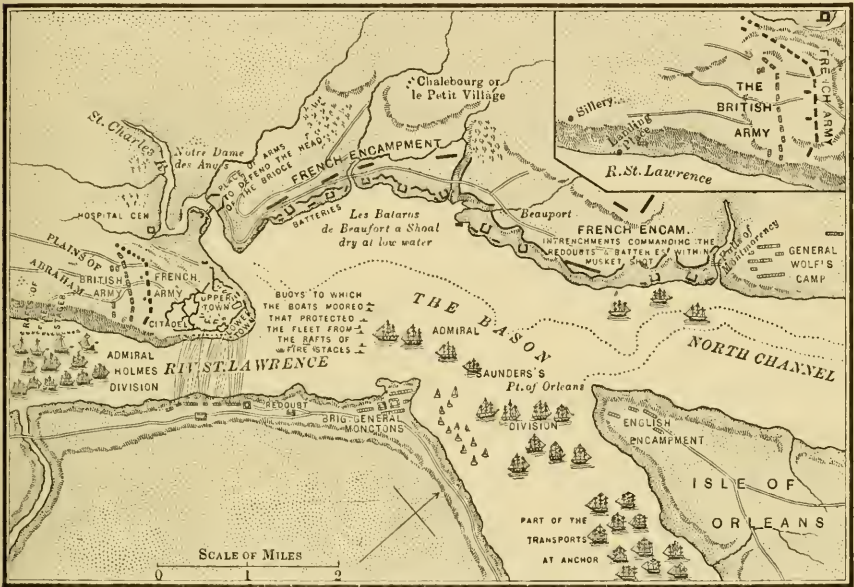 Chalebourg or
le Petit Village
St. Charles R.
Notre Dame
des Anges
PLACE OF ARMS
TO DEFEND THE HEAD
OF THE BRIDGE
FRENCH ENCAMPMENT
HOSPITAL GEN
BATTERIES
Les Bataros
de Beaufort a Shoal
dry at low water
Beauport
FRENCH ENCAM.
INTRENCHMENTS COMMANDING THE
REDOUBTS & BATTERIES WITHIN
MUSKET SHOT
Falls of
Montmorency
GENERAL
WOLF'S
CAMP
Sillery
Landing
Place
THE
BRITISH
ARMY
FRENCH ARMY
R. St. Lawrence
PLAINS OF
ABRAHAM
BRITISH
ARMY
FRENCH
ARMY
UPPER
TOWN
LOWER
TOWN
CITADEL
BUOYS TO WHICH
THE BOATS MOORED
THAT PROTECTED
THE FLEET FROM
THE RAFTS OF
FIRE STAGES
THE BASON
ADMIRAL
SAUNDERS'S
DIVISION
Pt. of Orleans
NORTH CHANNEL
ADMIRAL
HOLMES
DIVISION
RIV. ST. LAWRENCE
REDOUBT
BRIG. GENERAL
MONCTONS
ENGLISH
ENCAMPMENT
ISLE OF
ORLEANS
PART OF THE
TRANSPORTS
AT ANCHOR
SCALE OF MILES
0 1 2